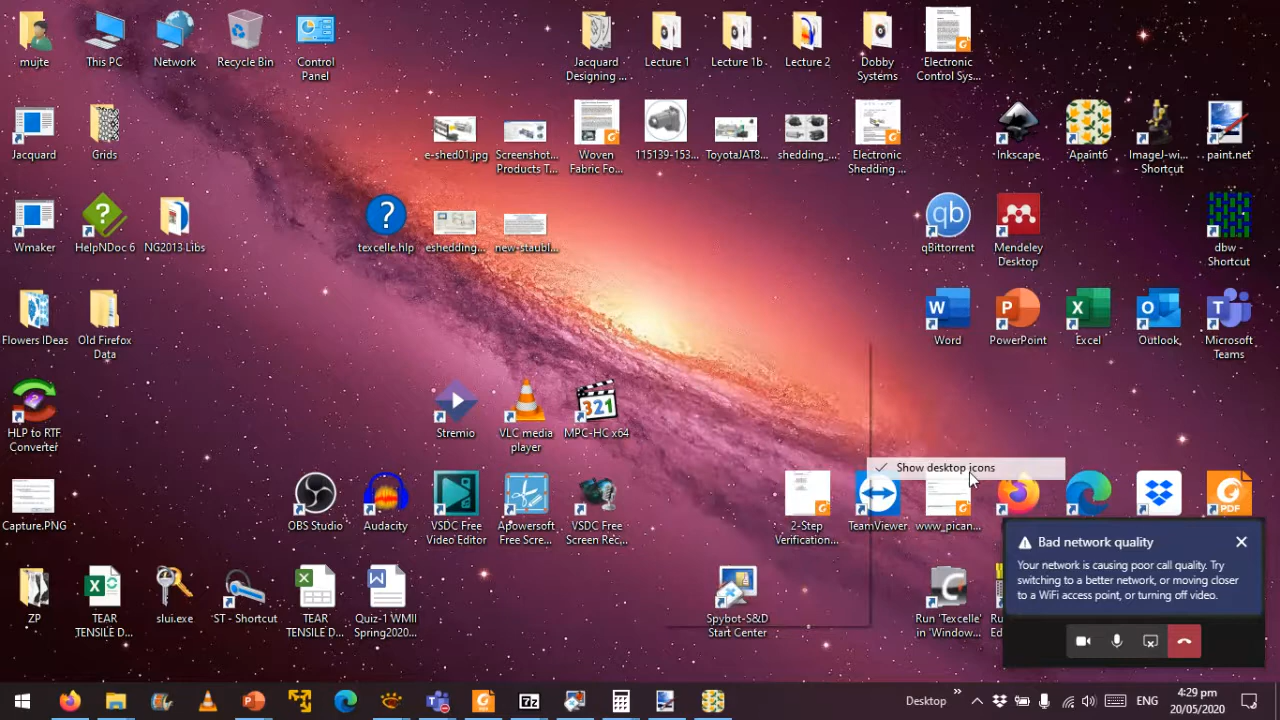 mujte
This PC
Network
Recycle Bin
Control
Panel
Jacquard
Designing ...
Lecture 1
Lecture 1b
Lecture 2
Dobby
Systems
Electronic
Control Sys...
Jacquard
Grids
e-shed01.jpg
Screenshot...
Products T...
Woven
Fabric Fo...
115139-153...
ToyotaJAT8...
shedding_...
Electronic
Shedding ...
Inkscape
Apaint6
ImageJ-wi...
- Shortcut
paint.net
Wmaker
HelpNDoc 6
NG2013 Libs
texcelle.hlp
eshedding...
new-staubl...
qBittorrent
Mendeley
Desktop
dbw -
Shortcut
Flowers IDeas
Old Firefox
Data
Word
PowerPoint
Excel
Outlook
Microsoft
Teams
HLP to RTF
Converter
Stremio
VLC media
player
321
MPC-HC x64
Show desktop icons
Capture.PNG
OBS Studio
Audacity
VSDC Free
Video Editor
Apowersoft
Free Scre...
VSDC Free
Screen Rec...
2-Step
Verification...
TeamViewer
www_pican...
PDF
Bad network quality
Your network is causing poor call quality. Try
switching to a better network, or moving closer
to a WiFi access point, or turning off video.
ZP
TEAR
TENSILE D...
slui.exe
ST - Shortcut
TEAR
TENSILE D...
Quiz-1 WMII
Spring2020...
Spybot-S&D
Start Center
Run 'Texcelle'
in 'Window...
Desktop
ENG
4:29 pm
20/05/2020